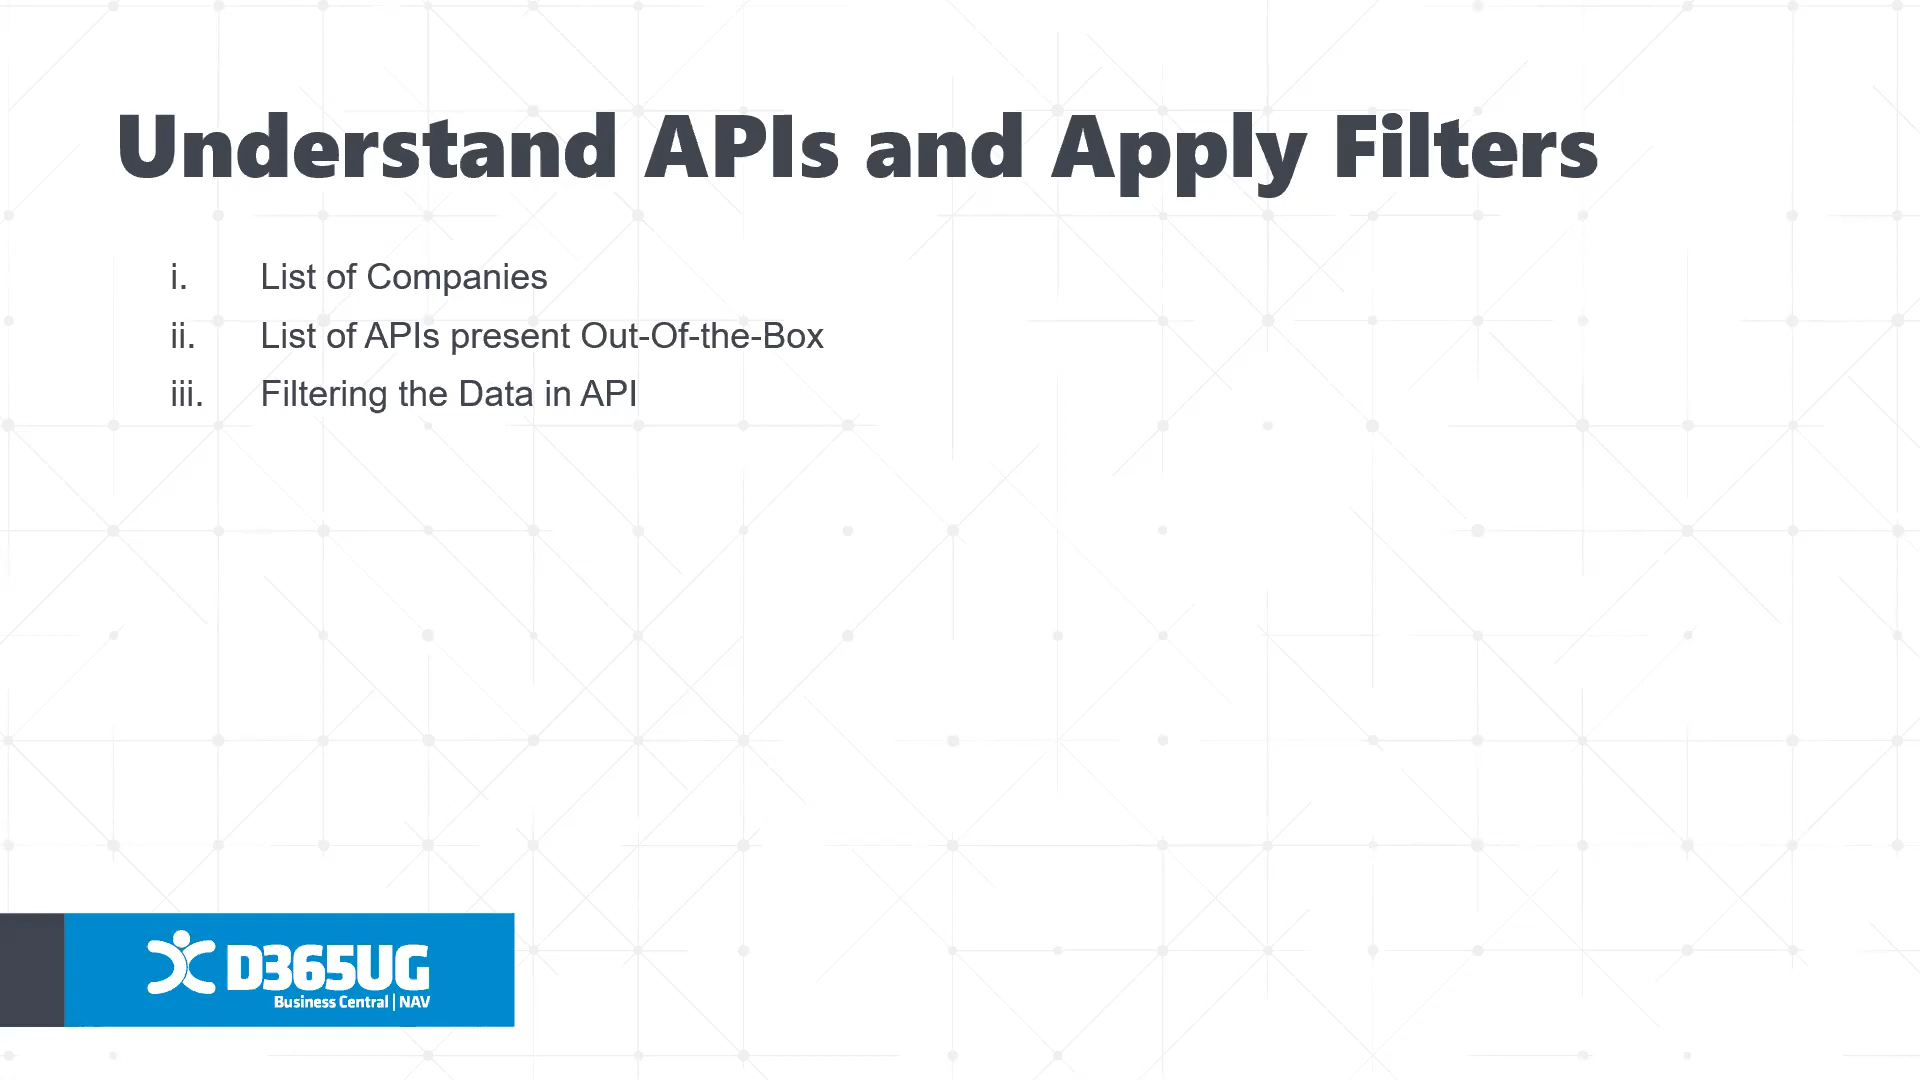 Understand APIs and Apply Filters
i. List of Companies
ii. List of APIs present Out-Of-the-Box
iii. Filtering the Data in API
D365UG
Business Central | NAV